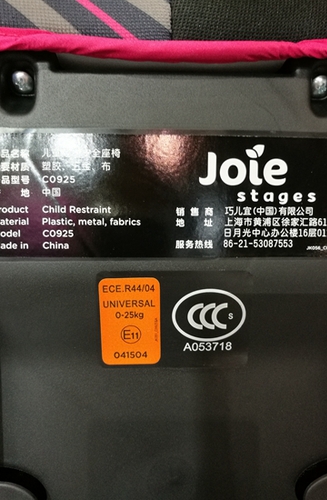 Joie
stages
品名称： 儿童 全座椅
要材质： 塑胶、五金、布
品型号： C0925
地： 中国
roduct Child Restraint
aterial Plastic, metal, fabrics
odel C0925
ade in China
销售商 巧儿宜(中国)有限公司
地址 上海市黄浦区徐家汇路61
日月光中心办公楼16层01
服务热线 86-21-53087553
ECE.R44/04
UNIVERSAL
0-25kg
E11
041504
CCC S
A053718